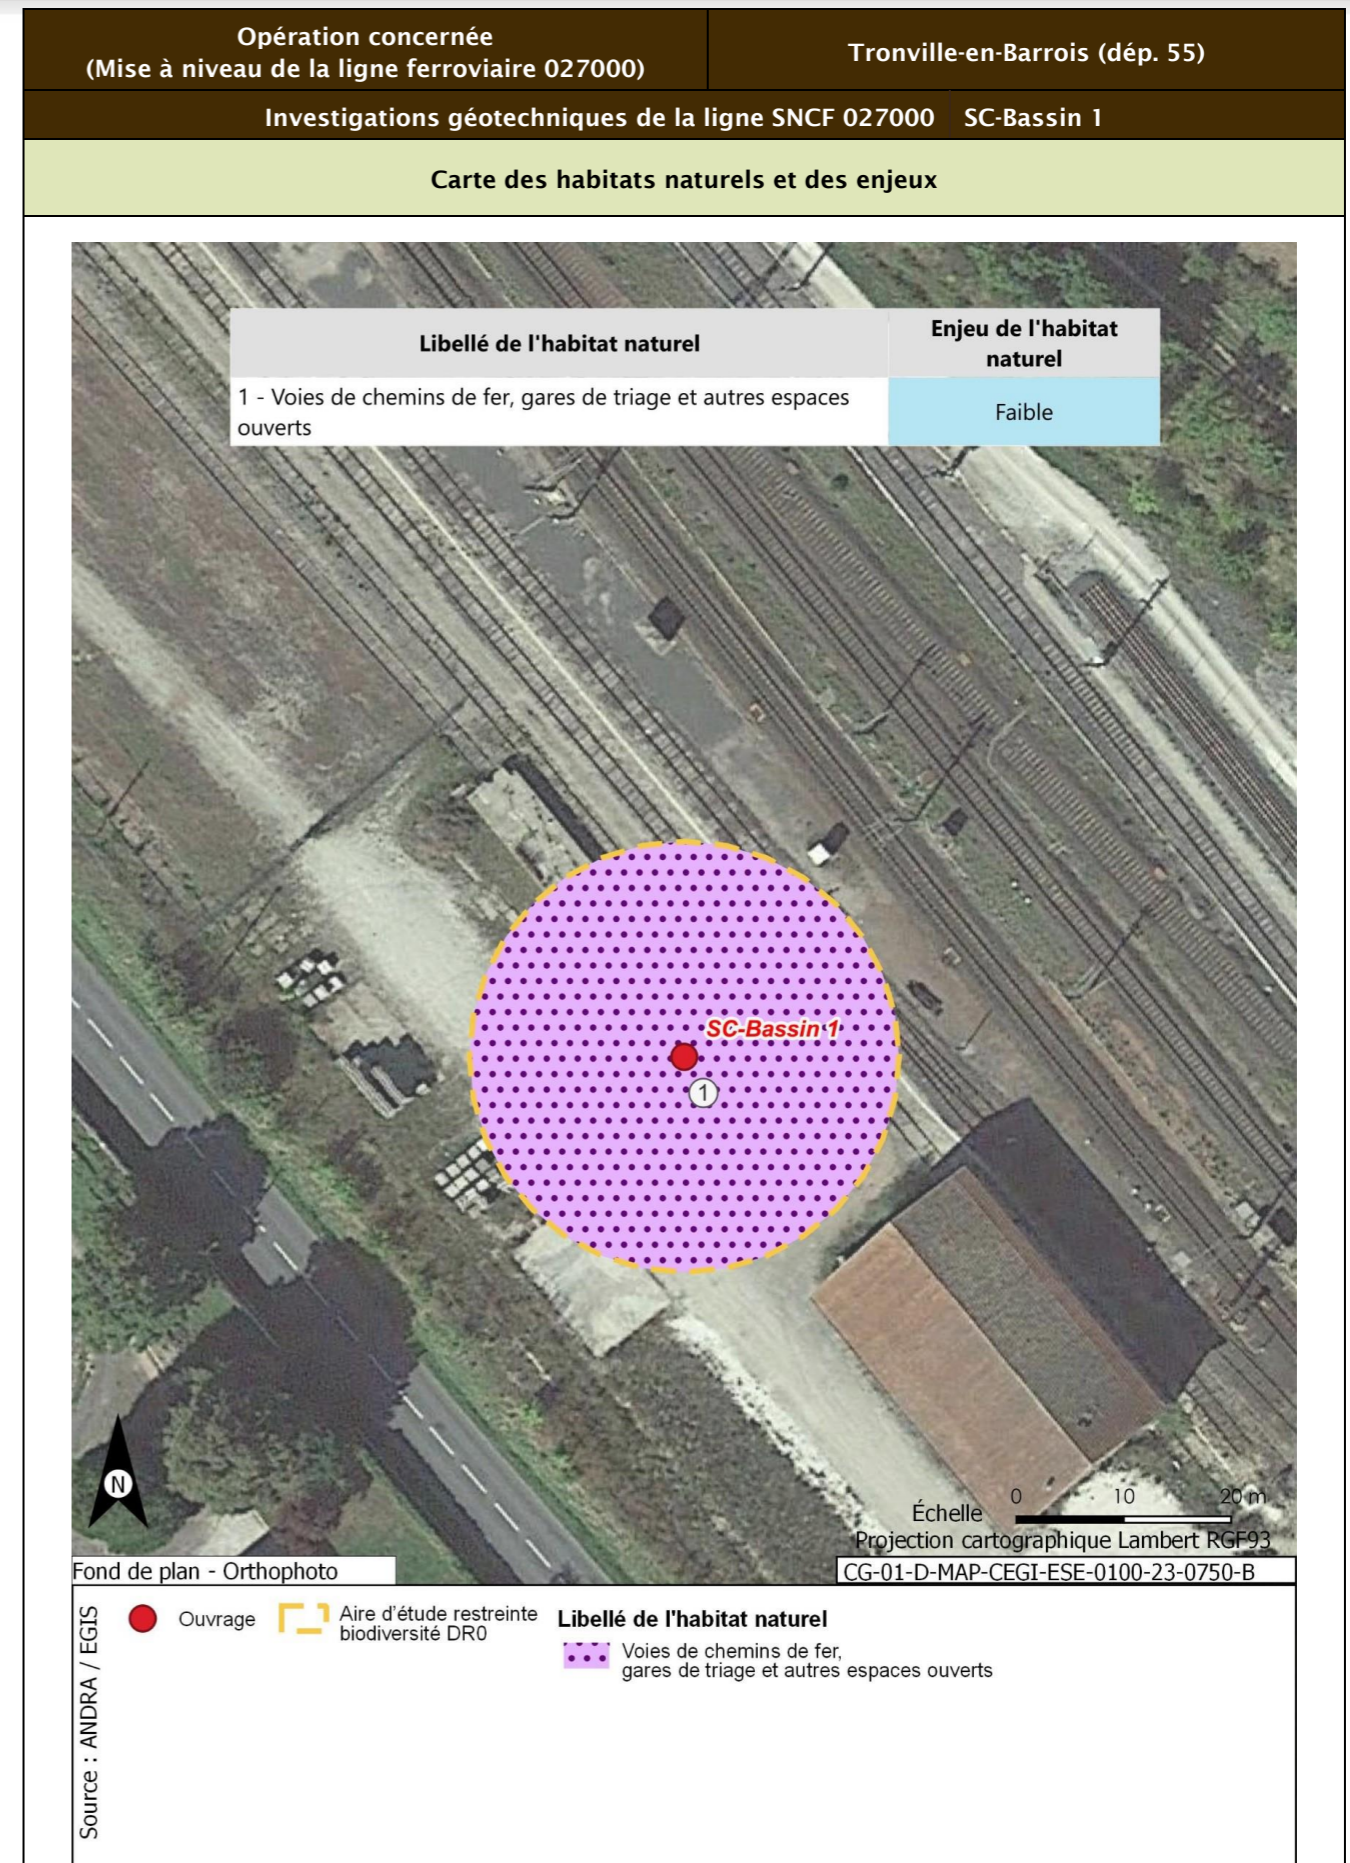 Opération concernée
(Mise à niveau de la ligne ferroviaire 027000)
Tronville-en-Barrois (dép. 55)
Investigations géotechniques de la ligne SNCF 027000 SC-Bassin 1
Carte des habitats naturels et des enjeux
Libellé de l'habitat naturel
Enjeu de l'habitat
naturel
1 - Voies de chemins de fer, gares de triage et autres espaces
ouverts
Faible
SC-Bassin 1
1
N
Échelle
0 10 20 m
Projection cartographique Lambert RGF93
Fond de plan - Orthophoto
CG-01-D-MAP-CEGI-ESE-0100-23-0750-B
Source : ANDRA / EGIS
Ouvrage
Aire d'étude restreinte
biodiversité DR0
Libellé de l'habitat naturel
Voies de chemins de fer,
gares de triage et autres espaces ouverts